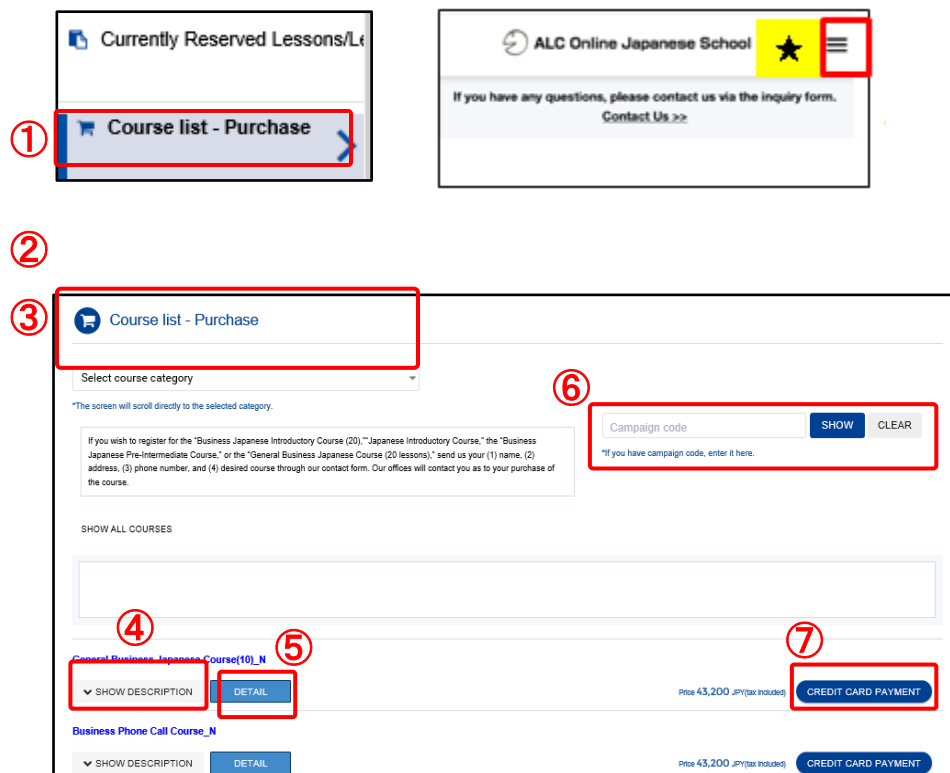 Currently Reserved Lessons/Le
①
Course list - Purchase
ALC Online Japanese School
If you have any questions, please contact us via the inquiry form.
Contact Us >>
②
③
Course list - Purchase
Select course category
*The screen will scroll directly to the selected category.
If you wish to register for the "Business Japanese Introductory Course (20),""Japanese Introductory Course," the "Business
Japanese Pre-Intermediate Course," or the "General Business Japanese Course (20 lessons)," send us your (1) name, (2)
address, (3) phone number, and (4) desired course through our contact form. Our offices will contact you as to your purchase of
the course.
⑥
Campaign code
SHOW CLEAR
*If you have campaign code, enter it here.
SHOW ALL COURSES
④
⑤
⑦
General Business Japanese Course(10)_N
SHOW DESCRIPTION DETAIL Price 43,200 JPY(tax included) CREDIT CARD PAYMENT
Business Phone Call Course_N
SHOW DESCRIPTION DETAIL Price 43,200 JPY(tax included) CREDIT CARD PAYMENT